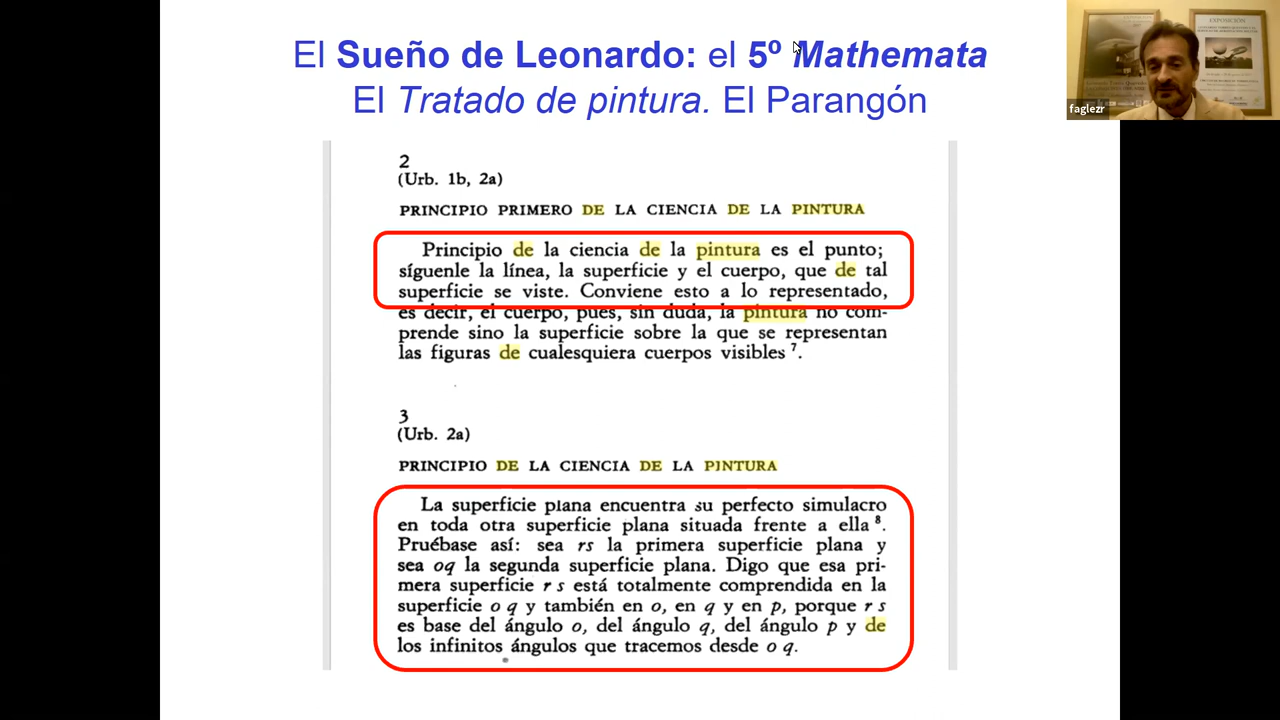 El Sueño de Leonardo: el 5º Mathemata
El Tratado de pintura. El Parangón
faglezr
EXPOSICIÓN
2
(Urb. 1b, 2a)
PRINCIPIO PRIMERO DE LA CIENCIA DE LA PINTURA
Principio de la ciencia de la pintura es el punto;
síguenle la línea, la superficie y el cuerpo, que de tal
superficie se viste. Conviene esto a lo representado,
es decir, el cuerpo, pues, sin duda, la pintura no com-
prende sino la superficie sobre la que se representan
las figuras de cualesquiera cuerpos visibles 7.
3
(Urb. 2a)
PRINCIPIO DE LA CIENCIA DE LA PINTURA
La superficie plana encuentra su perfecto simulacro
en toda otra superficie plana situada frente a ella 8.
Pruébase así: sea rs la primera superficie plana y
sea oq la segunda superficie plana. Digo que esa pri-
mera superficie r s está totalmente comprendida en la
superficie o q y también en o, en q y en p, porque r s
es base del ángulo o, del ángulo q, del ángulo p y de
los infinitos ángulos que tracemos desde o q.